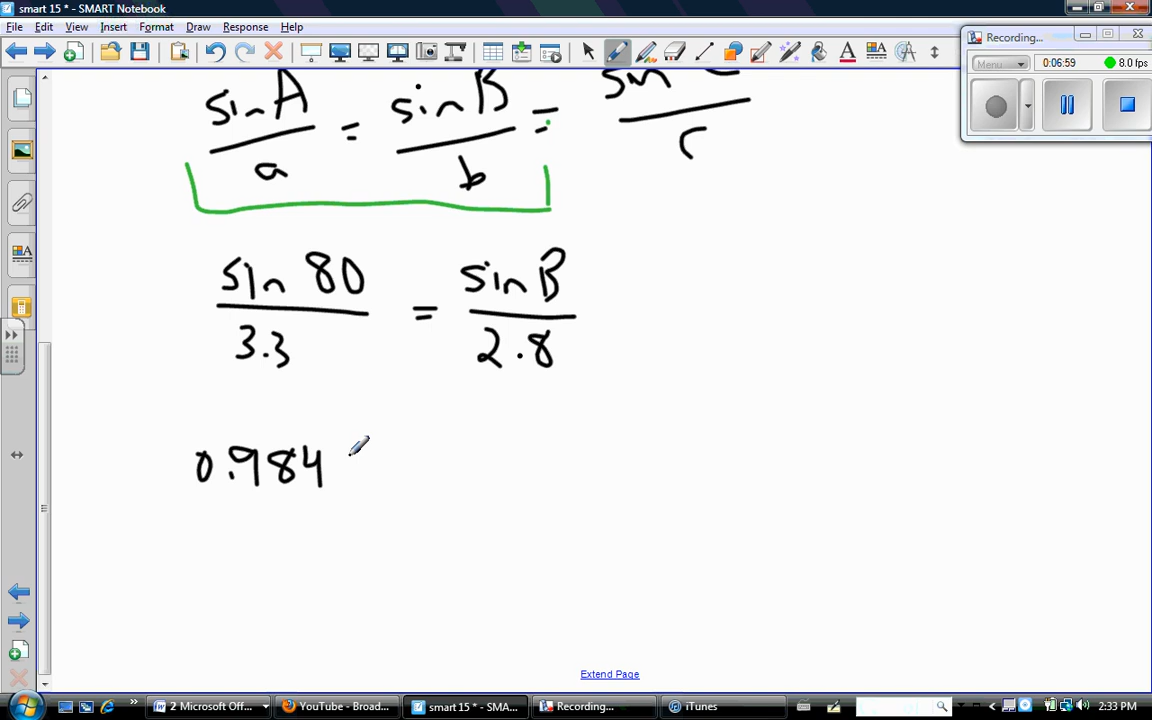 smart 15 * - SMART Notebook
File Edit View Insert Format Draw Response Help
Recording...
Menu 0:06:59 8.0 fps
sin A / a = sin B / b = sin C / c
sin 80 / 3.3 = sin B / 2.8
0.984
Extend Page
2 Microsoft Off... YouTube - Broad... smart 15 * - SMA... Recording... iTunes 2:33 PM